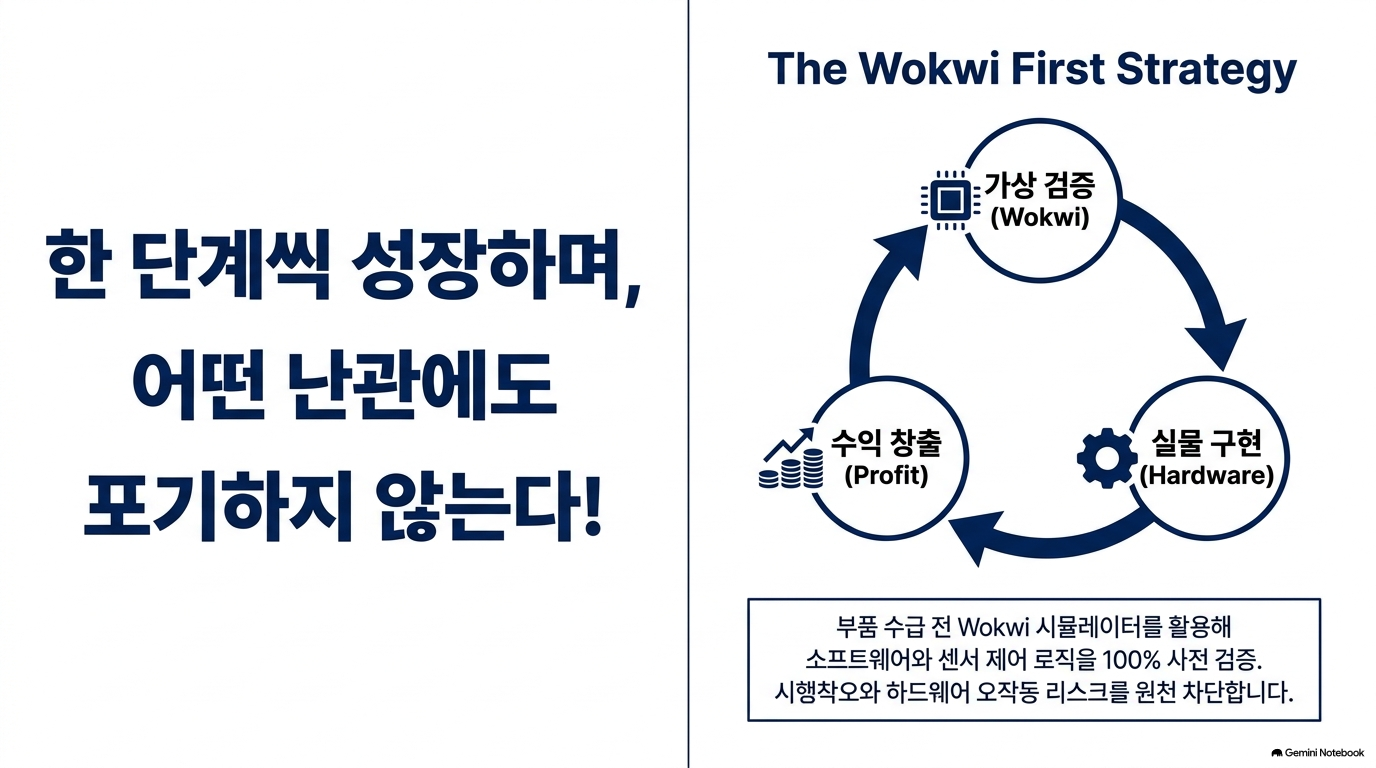 한 단계씩 성장하며,
어떤 난관에도
포기하지 않는다!
The Wokwi First Strategy
가상 검증
(Wokwi)
수익 창출
(Profit)
실물 구현
(Hardware)
부품 수급 전 Wokwi 시뮬레이터를 활용해
소프트웨어와 센서 제어 로직을 100% 사전 검증.
시행착오와 하드웨어 오작동 리스크를 원천 차단합니다.
Gemini Notebook